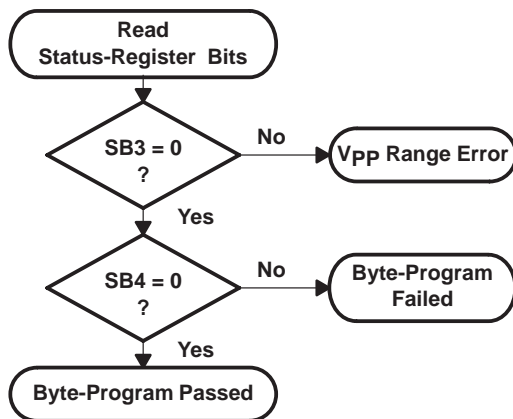 Read
Status-Register Bits
SB3 = 0
?
No
VPP Range Error
Yes
SB4 = 0
?
No
Byte-Program
Failed
Yes
Byte-Program Passed